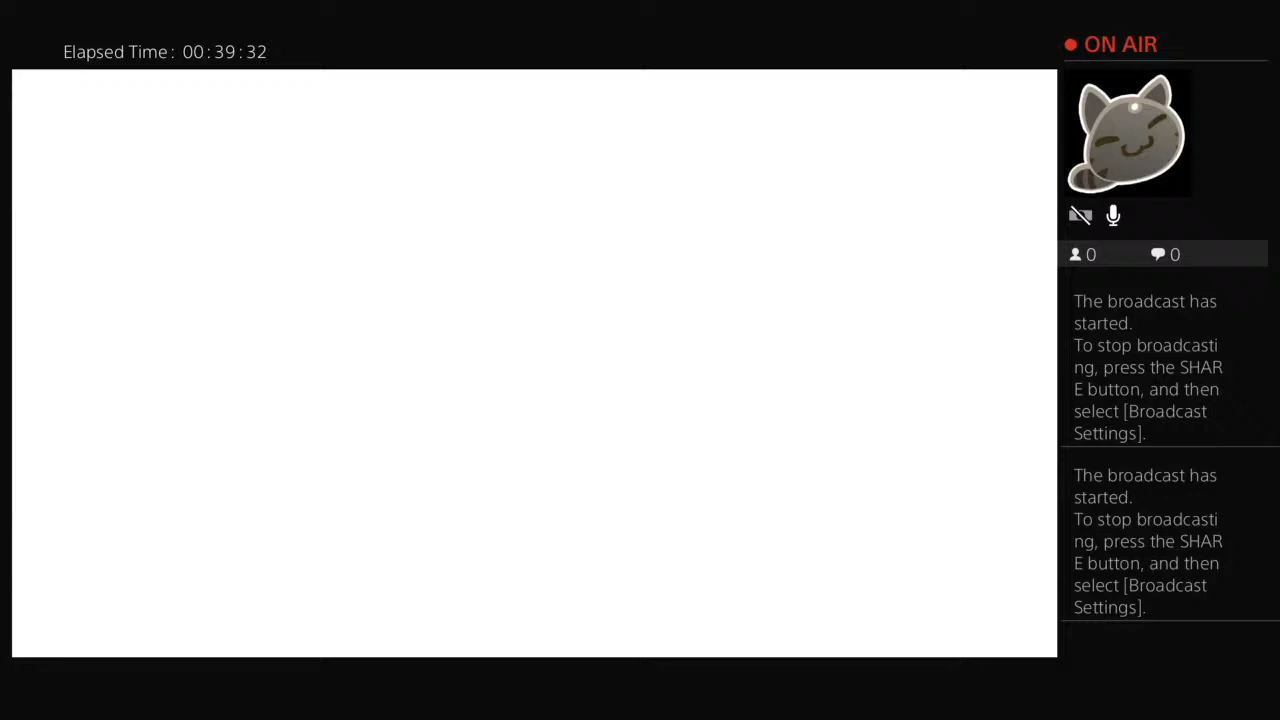 Elapsed Time: 00:39:32
ON AIR
0 0
The broadcast has
started.
To stop broadcasti
ng, press the SHAR
E button, and then
select [Broadcast
Settings].
The broadcast has
started.
To stop broadcasti
ng, press the SHAR
E button, and then
select [Broadcast
Settings].